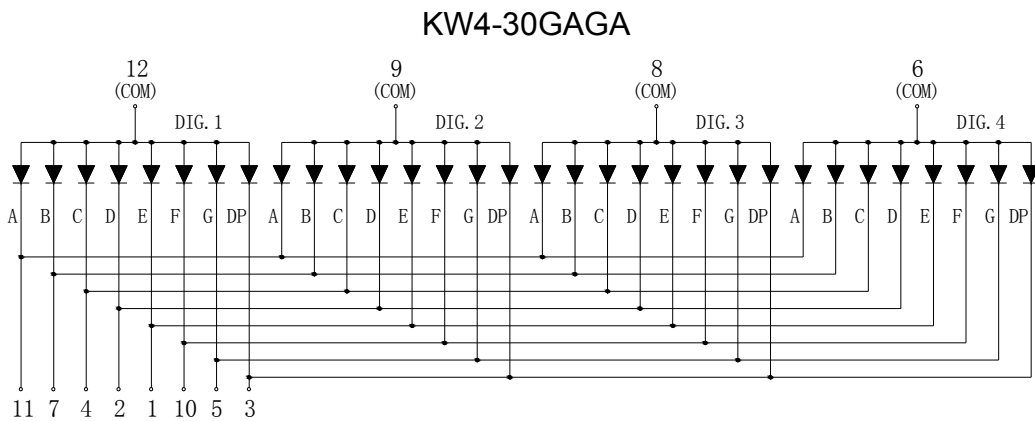 KW4-30GAGA
12 9 8 6
(COM) (COM) (COM) (COM)
DIG.1 DIG.2 DIG.3 DIG.4
A B C D E F G DP A B C D E F G DP A B C D E F G DP A B C D E F G DP
11 7 4 2 1 10 5 3